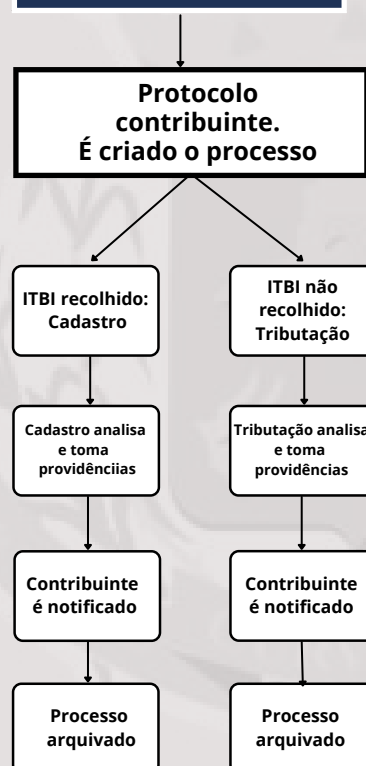 Protocolo
contribuinte.
É criado o processo
ITBI recolhido:
Cadastro
ITBI não
recolhido:
Tributação
Cadastro analisa
e toma
providênciias
Tributação analisa
e toma
providências
Contribuinte
é notificado
Contribuinte
é notificado
Processo
arquivado
Processo
arquivado